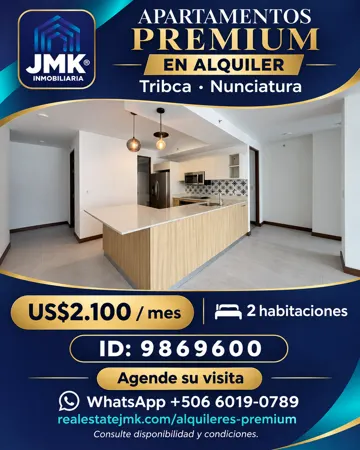 JMK®
INMOBILIARIA
APARTAMENTOS
PREMIUM
EN ALQUILER
Tribca • Nunciatura
US$2.100 / mes
2 habitaciones
ID: 9869600
Agende su visita
WhatsApp +506 6019-0789
realestatejmk.com/alquileres-premium
Consulte disponibilidad y condiciones.